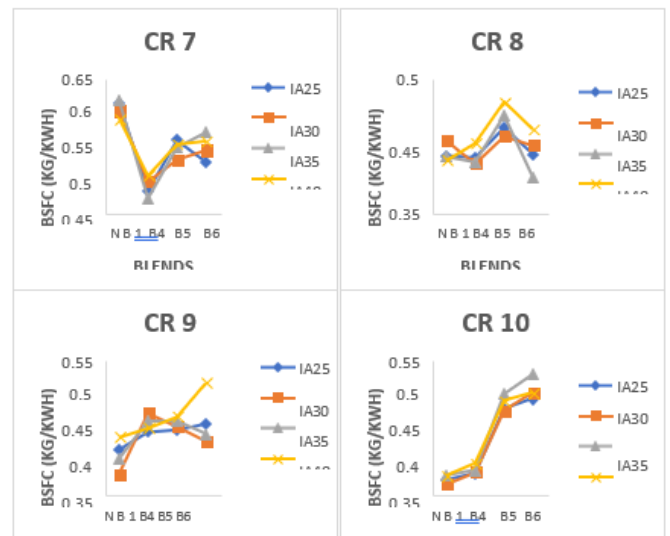 CR 7
0.65
0.6
0.55
0.5
0.45
BSFC (KG/KWH)
N B 1 B4 B5 B6
BLENDS
IA25
IA30
IA35
CR 8
0.5
0.45
0.35
BSFC (KG/KWH)
N B 1 B4 B5 B6
BLENDS
IA25
IA30
IA35
CR 9
0.55
0.5
0.45
0.4
0.35
BSFC (KG/KWH)
N B 1 B4 B5 B6
IA25
IA30
IA35
CR 10
0.55
0.5
0.45
0.4
0.35
BSFC (KG/KWH)
N B 1 B4 B5 B6
IA25
IA30
IA35